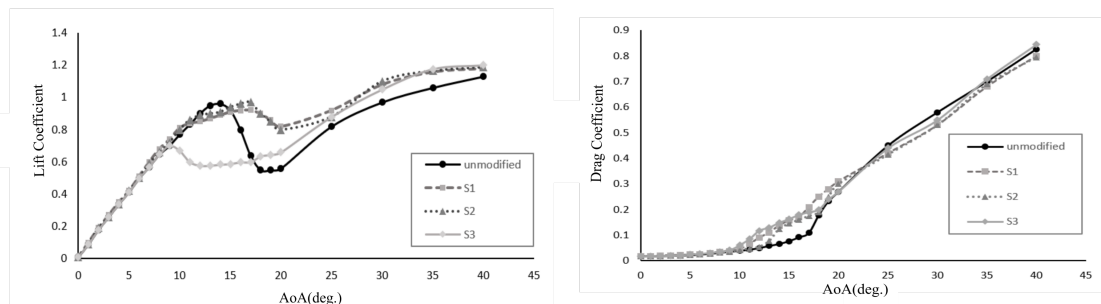 1.4
1.2
1
0.8
0.6
0.4
0.2
0
Lift Coefficient
0 5 10 15 20 25 30 35 40 45
AoA(deg.)
unmodified
S1
S2
S3
0.9
0.8
0.7
0.6
0.5
0.4
0.3
0.2
0.1
0
Drag Coefficient
0 5 10 15 20 25 30 35 40 45
AoA(deg.)
unmodified
S1
S2
S3